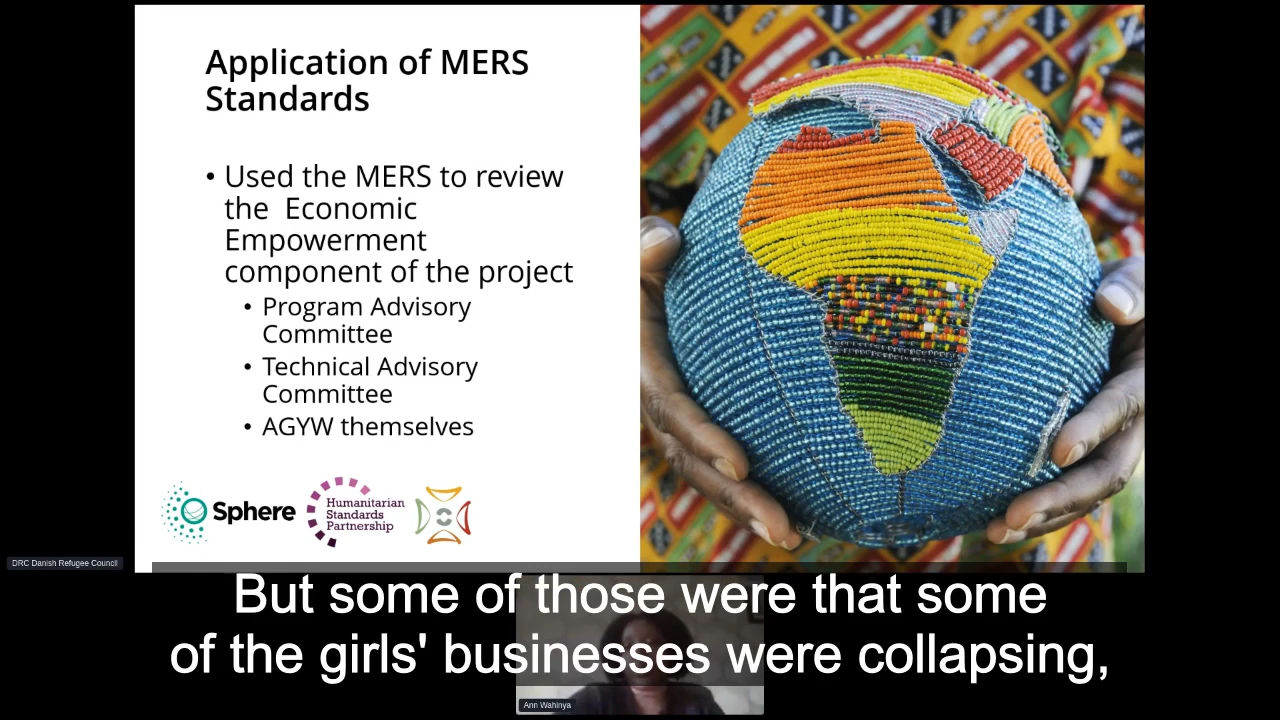 Application of MERS
Standards
• Used the MERS to review
the  Economic
Empowerment
component of the project
• Program Advisory
Committee
• Technical Advisory
Committee
• AGYW themselves
Sphere
Humanitarian
Standards
Partnership
DRC Danish Refugee Council
But some of those were that some
of the girls' businesses were collapsing,
Ann Wahinya